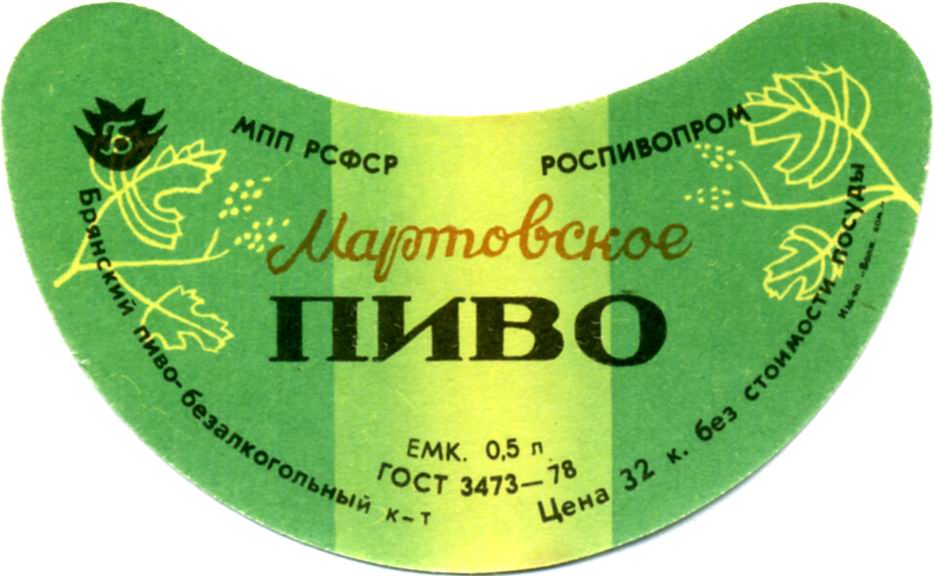 МПП РСФСР
РОСПИВОПРОМ
Мартовское
ПИВО
ЕМК. 0,5 л
ГОСТ 3473—78
Брянский пиво-безалкогольный к-т
Цена 32 к. без стоимости посуды